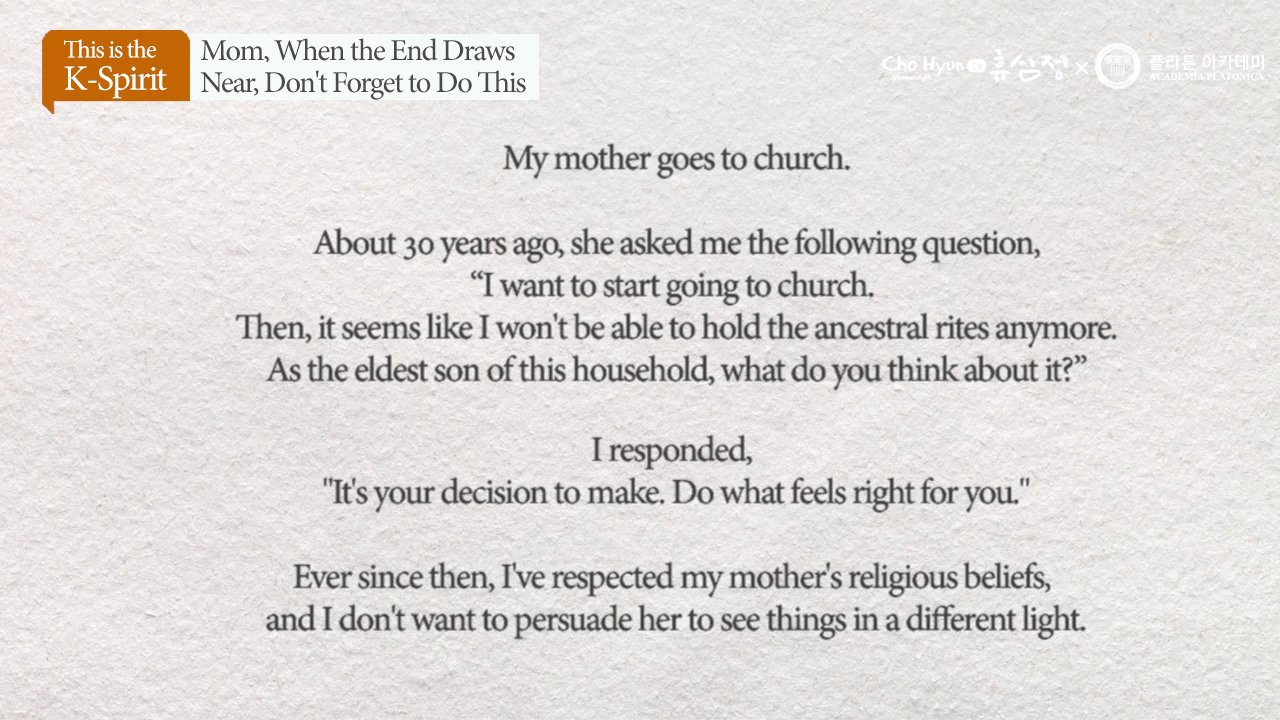 This is the
K-Spirit
Mom, When the End Draws
Near, Don't Forget to Do This
Cho Hyun 휴심정 × 플라톤 아카데미
ACADEMIA PLATONICA
My mother goes to church.
About 30 years ago, she asked me the following question,
“I want to start going to church.
Then, it seems like I won't be able to hold the ancestral rites anymore.
As the eldest son of this household, what do you think about it?”
I responded,
"It's your decision to make. Do what feels right for you."
Ever since then, I've respected my mother's religious beliefs,
and I don't want to persuade her to see things in a different light.